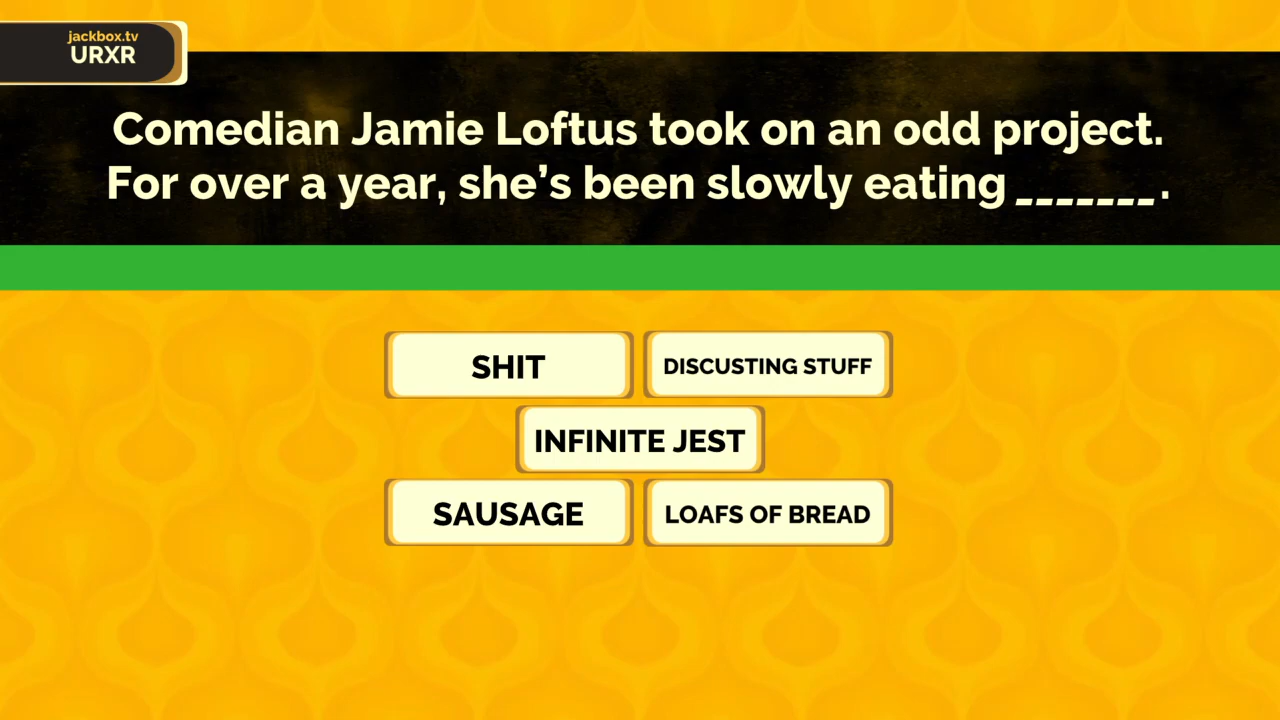 jackbox.tv
URXR
Comedian Jamie Loftus took on an odd project.
For over a year, she's been slowly eating _______.
SHIT
DISCUSTING STUFF
INFINITE JEST
SAUSAGE
LOAFS OF BREAD